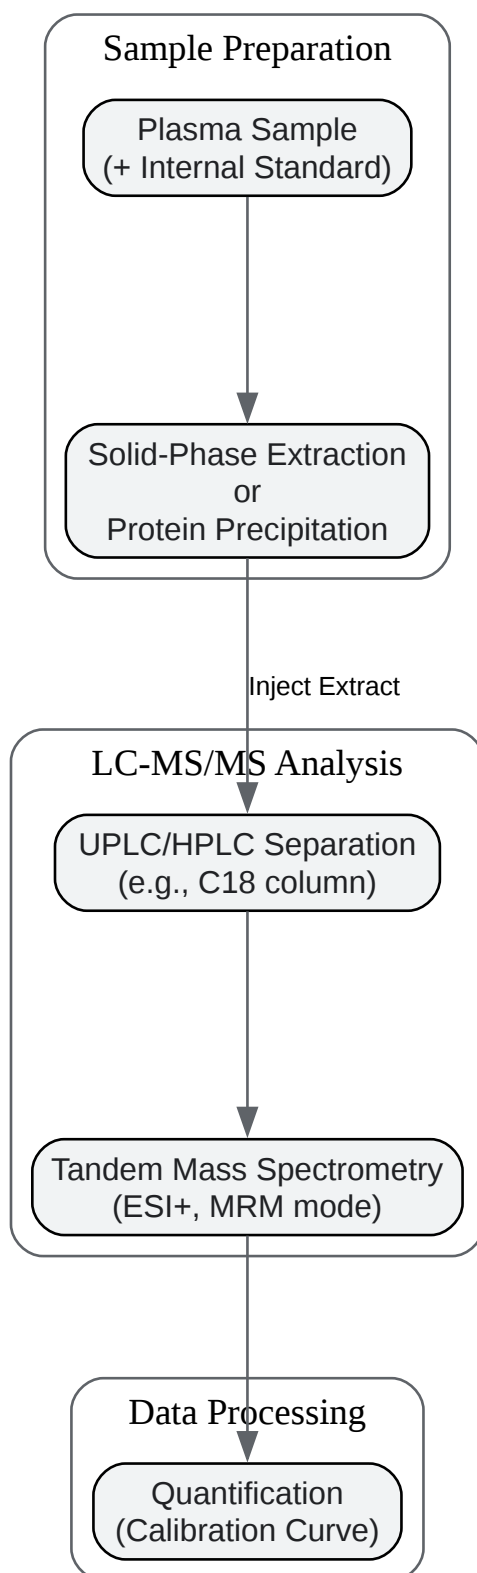 Sample Preparation
Plasma Sample
(+ Internal Standard)
Solid-Phase Extraction
or
Protein Precipitation
Inject Extract
LC-MS/MS Analysis
UPLC/HPLC Separation
(e.g., C18 column)
Tandem Mass Spectrometry
(ESI+, MRM mode)
Data Processing
Quantification
(Calibration Curve)